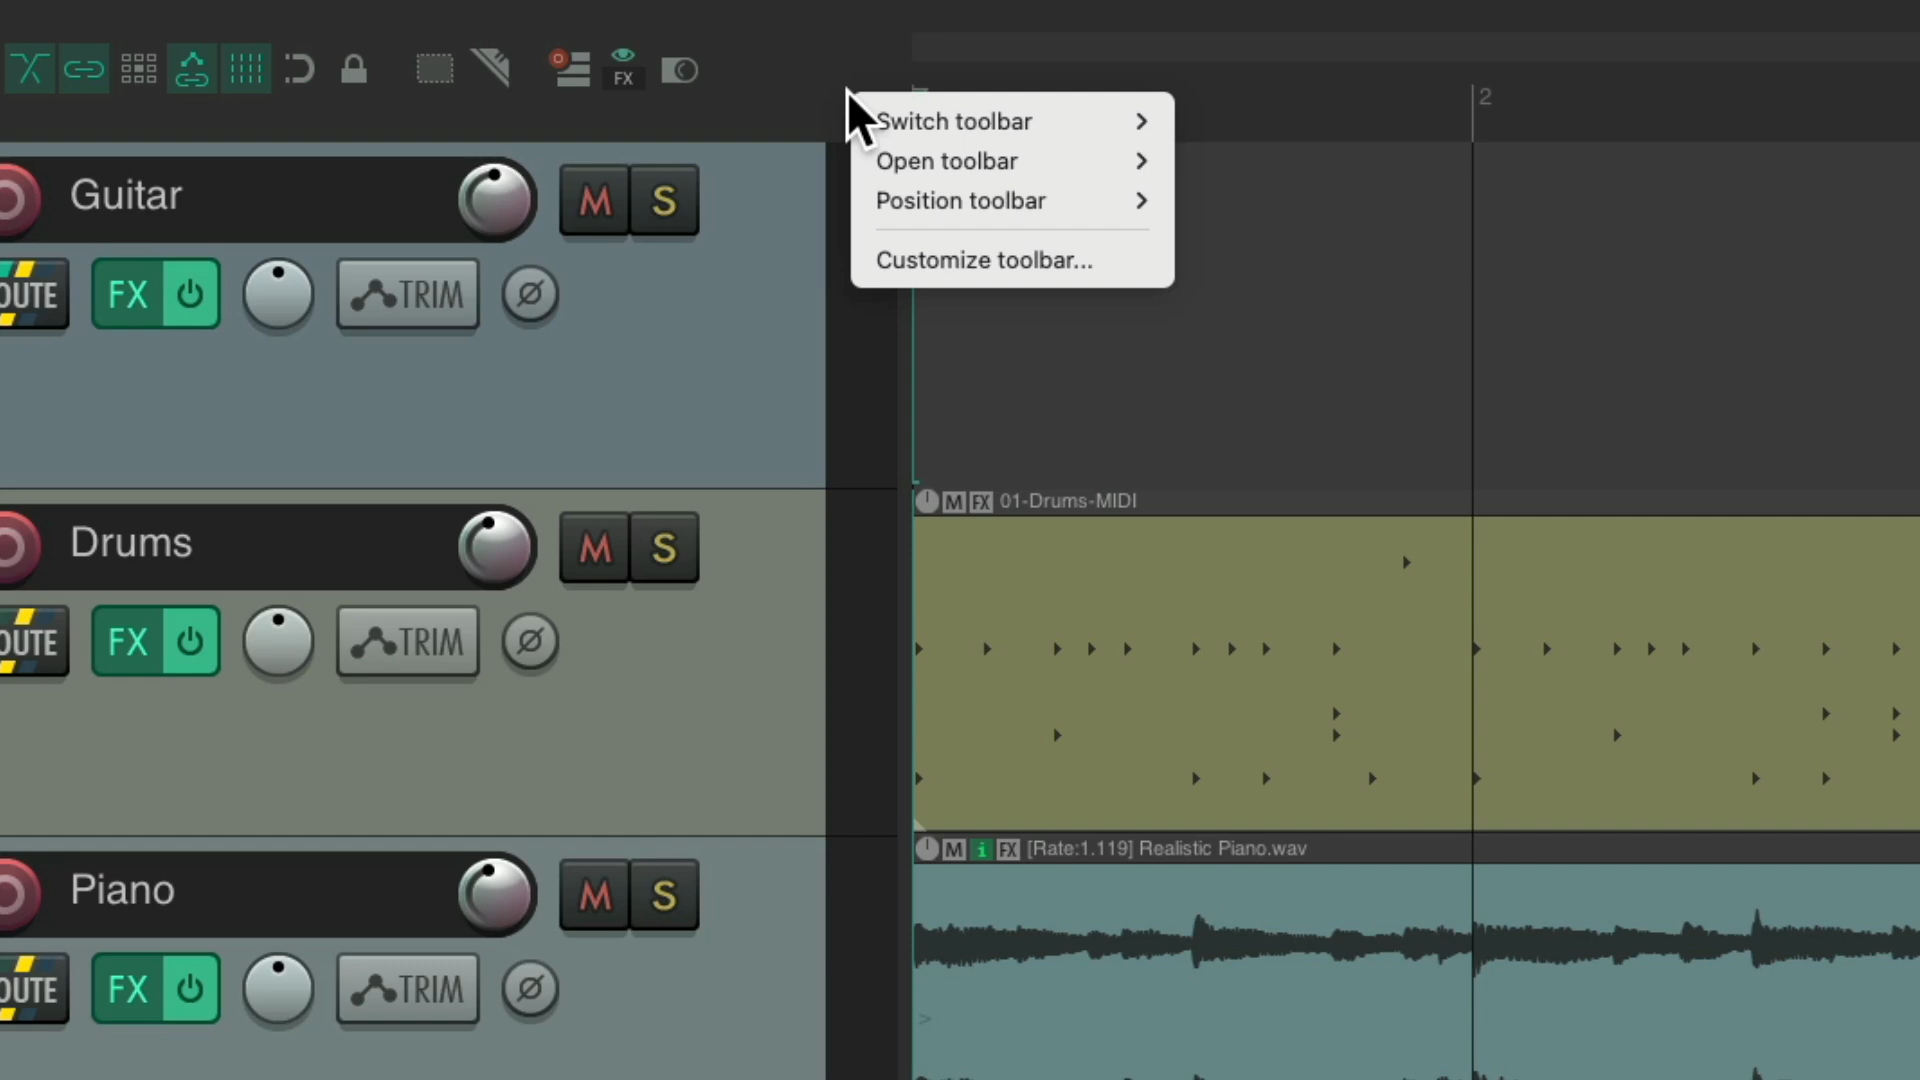 FX
2
Switch toolbar
Open toolbar
Position toolbar
Customize toolbar...
Guitar
M S
OUTE FX TRIM
M FX 01-Drums-MIDI
Drums
M S
OUTE FX TRIM
M i FX [Rate:1.119] Realistic Piano.wav
Piano
M S
OUTE FX TRIM